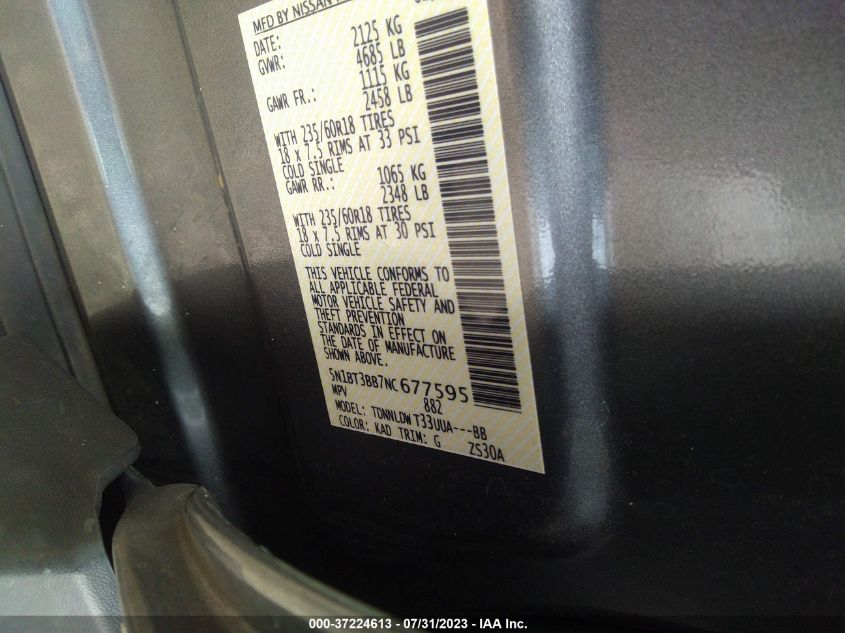 MFD BY NISSAN
DATE:
GVWR: 2125 KG
4685 LB
GAWR FR.: 1115 KG
2458 LB
WITH 235/60R18 TIRES
18 x 7.5 RIMS AT 33 PSI
COLD SINGLE
GAWR RR.: 1065 KG
2348 LB
WITH 235/60R18 TIRES
18 x 7.5 RIMS AT 30 PSI
COLD SINGLE
THIS VEHICLE CONFORMS TO
ALL APPLICABLE FEDERAL
MOTOR VEHICLE SAFETY AND
THEFT PREVENTION
STANDARDS IN EFFECT ON
THE DATE OF MANUFACTURE
SHOWN ABOVE.
5N1BT3BB7NC677595
MPV 882
MODEL: TDNNLDW T33UUA---BB
COLOR: KAD TRIM: G ZS30A
000-37224613 - 07/31/2023 - IAA Inc.